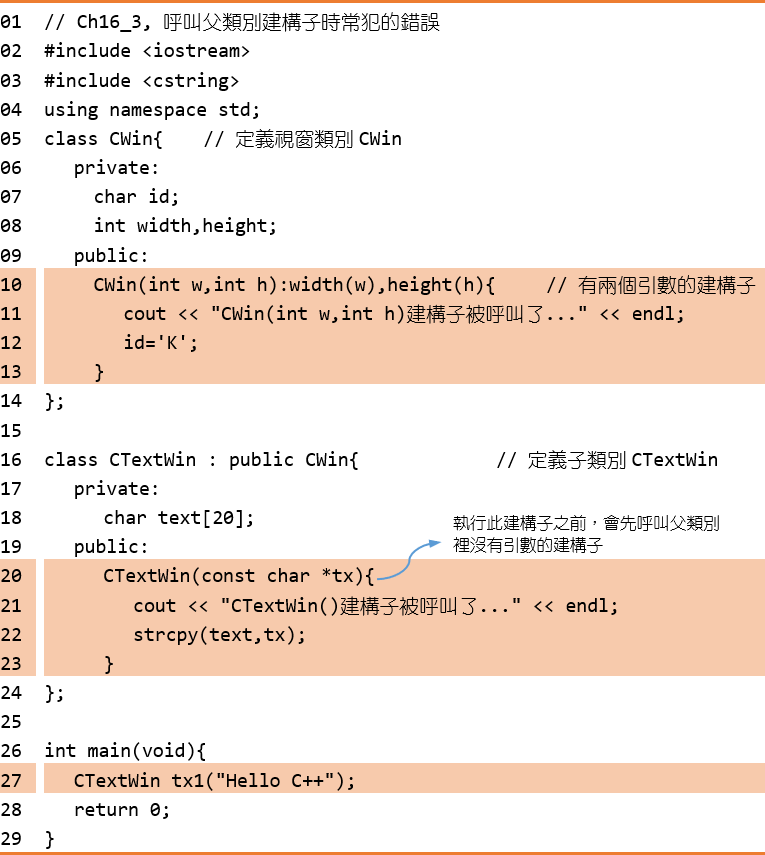 01 // Ch16_3, 呼叫父類別建構子時常犯的錯誤
02 #include <iostream>
03 #include <cstring>
04 using namespace std;
05 class CWin{ // 定義視窗類別 CWin
06 private:
07 char id;
08 int width,height;
09 public:
10 CWin(int w,int h):width(w),height(h){ // 有兩個引數的建構子
11 cout << "CWin(int w,int h)建構子被呼叫了..." << endl;
12 id='K';
13 }
14 };
15
16 class CTextWin : public CWin{ // 定義子類別 CTextWin
17 private:
18 char text[20];
19 public:
執行此建構子之前，會先呼叫父類別
裡沒有引數的建構子
20 CTextWin(const char *tx){
21 cout << "CTextWin()建構子被呼叫了..." << endl;
22 strcpy(text,tx);
23 }
24 };
25
26 int main(void){
27 CTextWin tx1("Hello C++");
28 return 0;
29 }